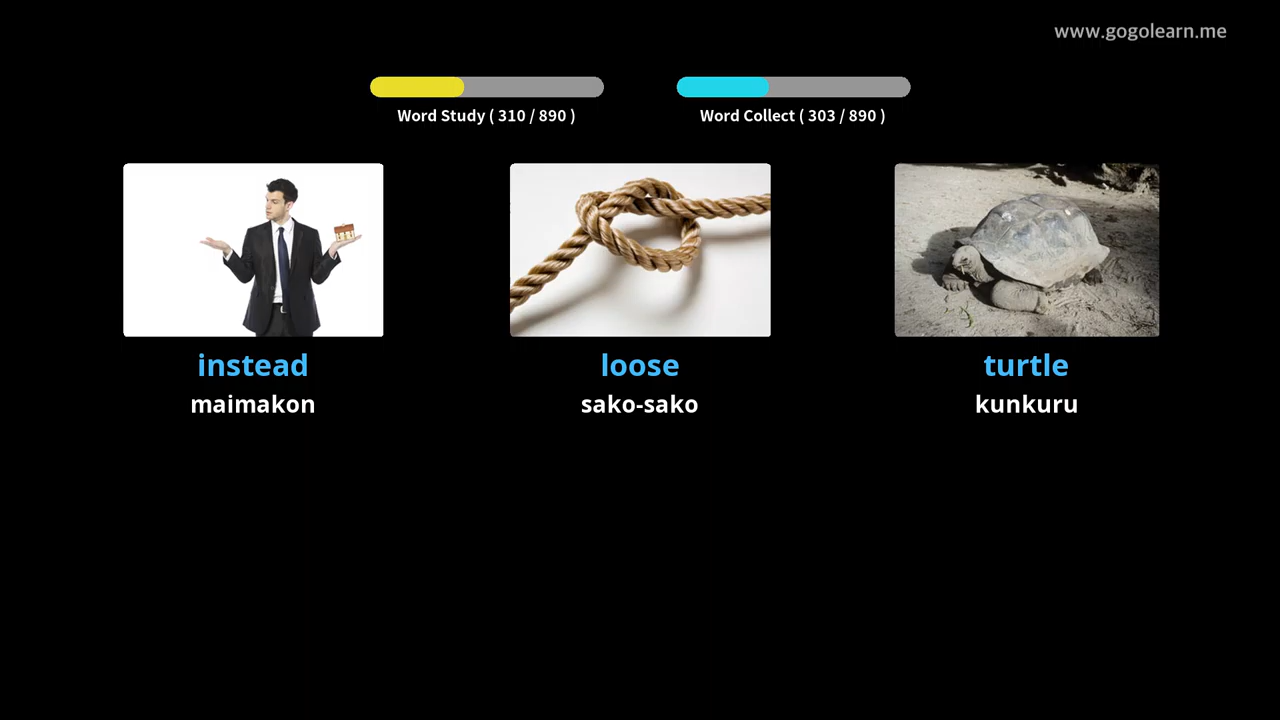 www.gogolearn.me
Word Study ( 310 / 890 )
Word Collect ( 303 / 890 )
instead
maimakon
loose
sako-sako
turtle
kunkuru